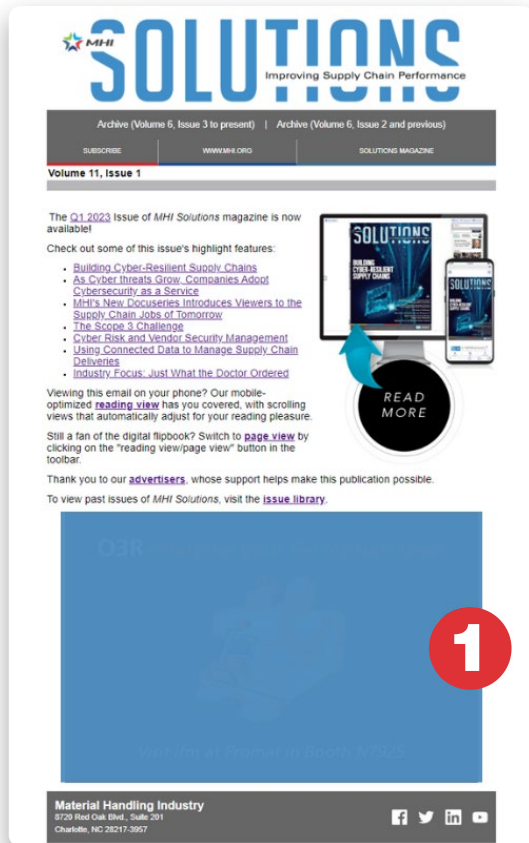 MHI
SOLUTIONS
Improving Supply Chain Performance
Archive (Volume 6, Issue 3 to present) | Archive (Volume 6, Issue 2 and previous)
SUBSCRIBE WWW.MHI.ORG SOLUTIONS MAGAZINE
Volume 11, Issue 1
The Q1 2023 Issue of MHI Solutions magazine is now
available!
Check out some of this issue's highlight features:
• Building Cyber-Resilient Supply Chains
• As Cyber threats Grow, Companies Adopt
Cybersecurity as a Service
• MHI's New Docuseries Introduces Viewers to the
Supply Chain Jobs of Tomorrow
• The Scope 3 Challenge
• Cyber Risk and Vendor Security Management
• Using Connected Data to Manage Supply Chain
Deliveries
• Industry Focus: Just What the Doctor Ordered
SOLUTIONS
BUILDING
CYBER-RESILIENT
SUPPLY CHAINS
READ
MORE
Viewing this email on your phone? Our mobile-
optimized reading view has you covered, with scrolling
views that automatically adjust for your reading pleasure.
Still a fan of the digital flipbook? Switch to page view by
clicking on the "reading view/page view" button in the
toolbar.
Thank you to our advertisers, whose support helps make this publication possible.
To view past issues of MHI Solutions, visit the issue library.
O3R
1
Material Handling Industry
8720 Red Oak Blvd., Suite 201
Charlotte, NC 28217-3957